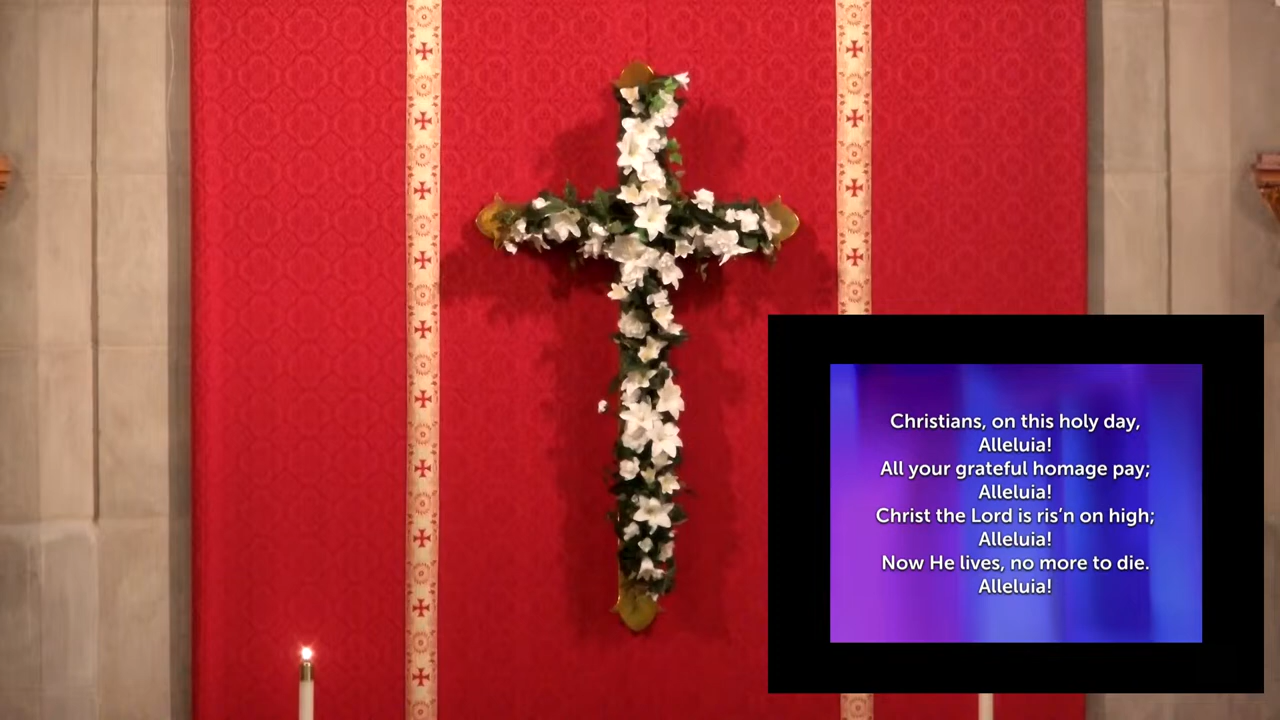 Christians, on this holy day,
Alleluia!
All your grateful homage pay;
Alleluia!
Christ the Lord is ris'n on high;
Alleluia!
Now He lives, no more to die.
Alleluia!